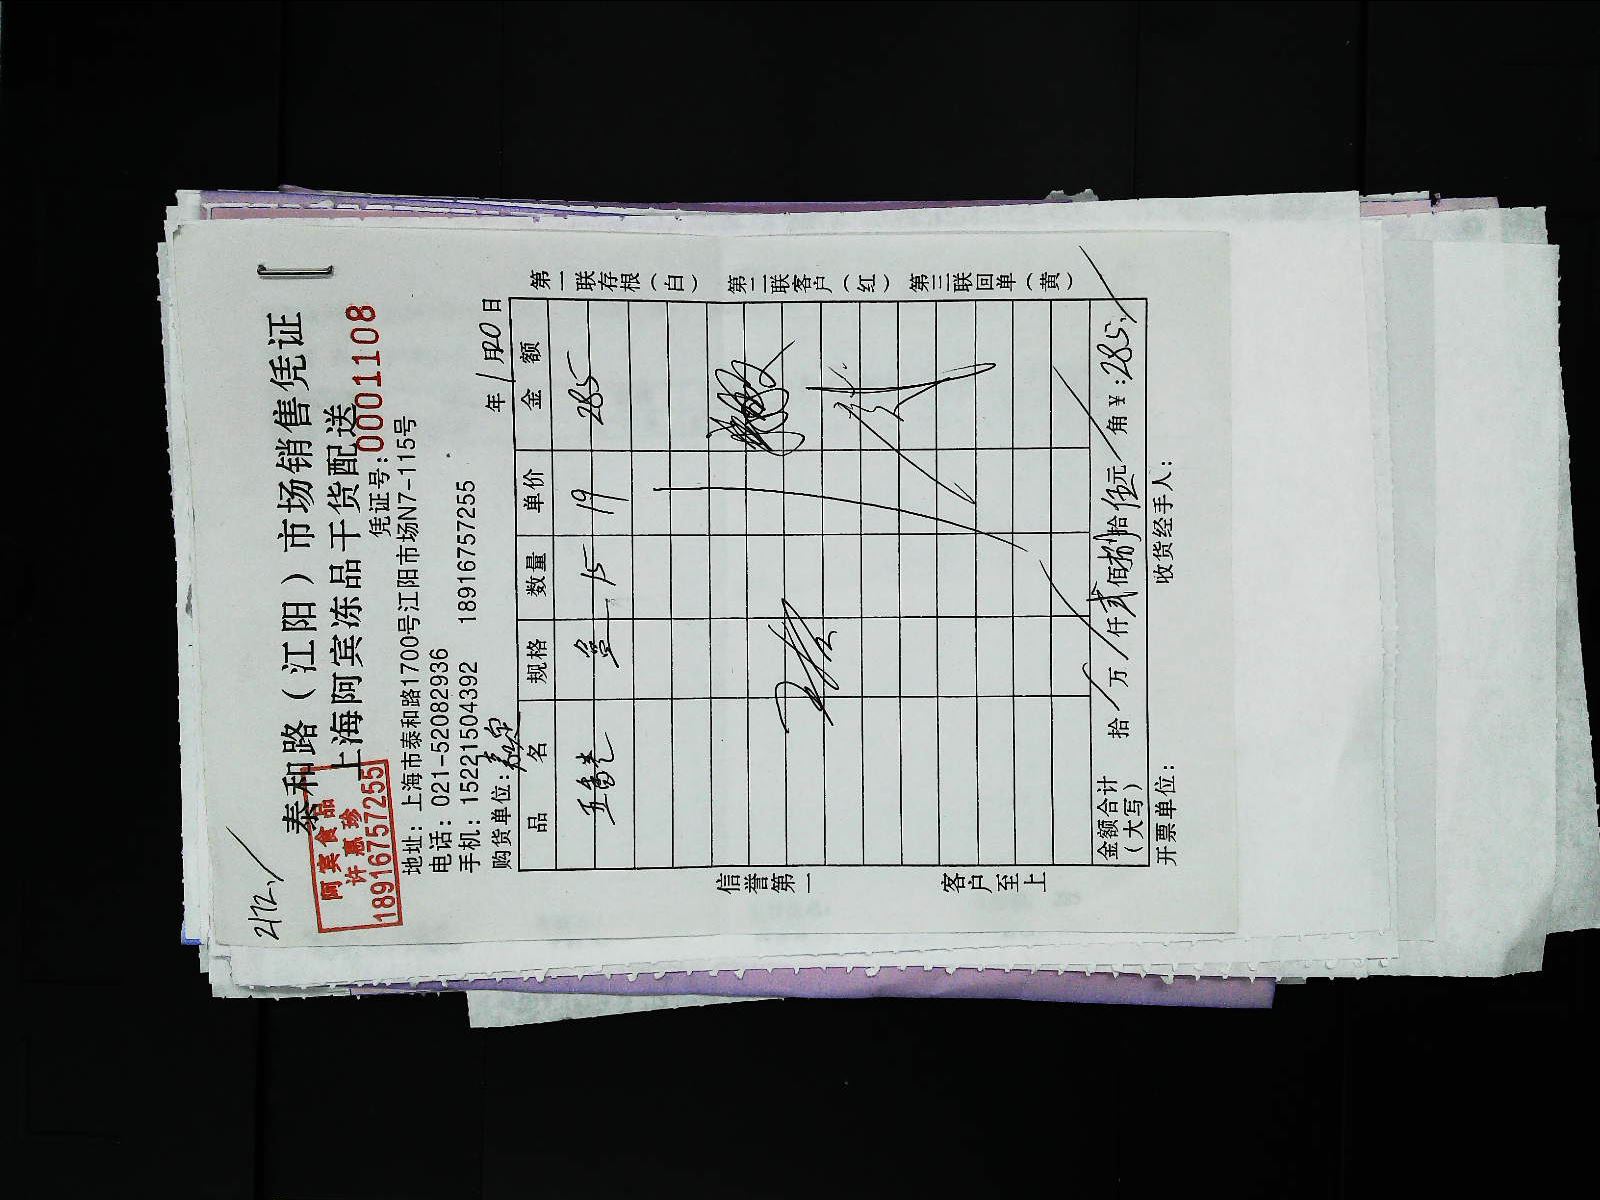 2172
泰和路（江阳）市场销售凭证
上海阿宾冻品干货配送
阿宾食品
许惠珍
18916757255
凭证号:0001108
地址：上海市泰和路1700号江阳市场N7-115号
电话：021-52082936
手机：15221504392 18916757255
购货单位: 年 1 月 20 日
品名 规格 数量 单价 金额
五香 15 19 285
第一联存根（白） 第二联客户（红） 第三联回单（黄）
信誉第一 客户至上
金额合计（大写） 拾 万 仟 贰 佰 捌 拾 伍 元 角 ¥:285
开票单位： 收货经手人：